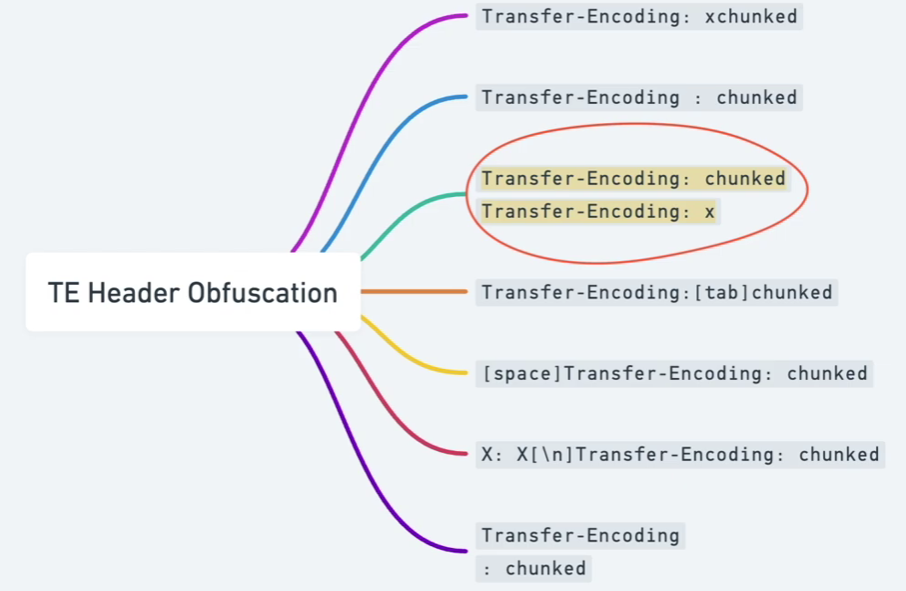 Transfer-Encoding: xchunked
Transfer-Encoding : chunked
Transfer-Encoding: chunked
Transfer-Encoding: x
TE Header Obfuscation
Transfer-Encoding:[tab]chunked
[space]Transfer-Encoding: chunked
X: X[\n]Transfer-Encoding: chunked
Transfer-Encoding
: chunked